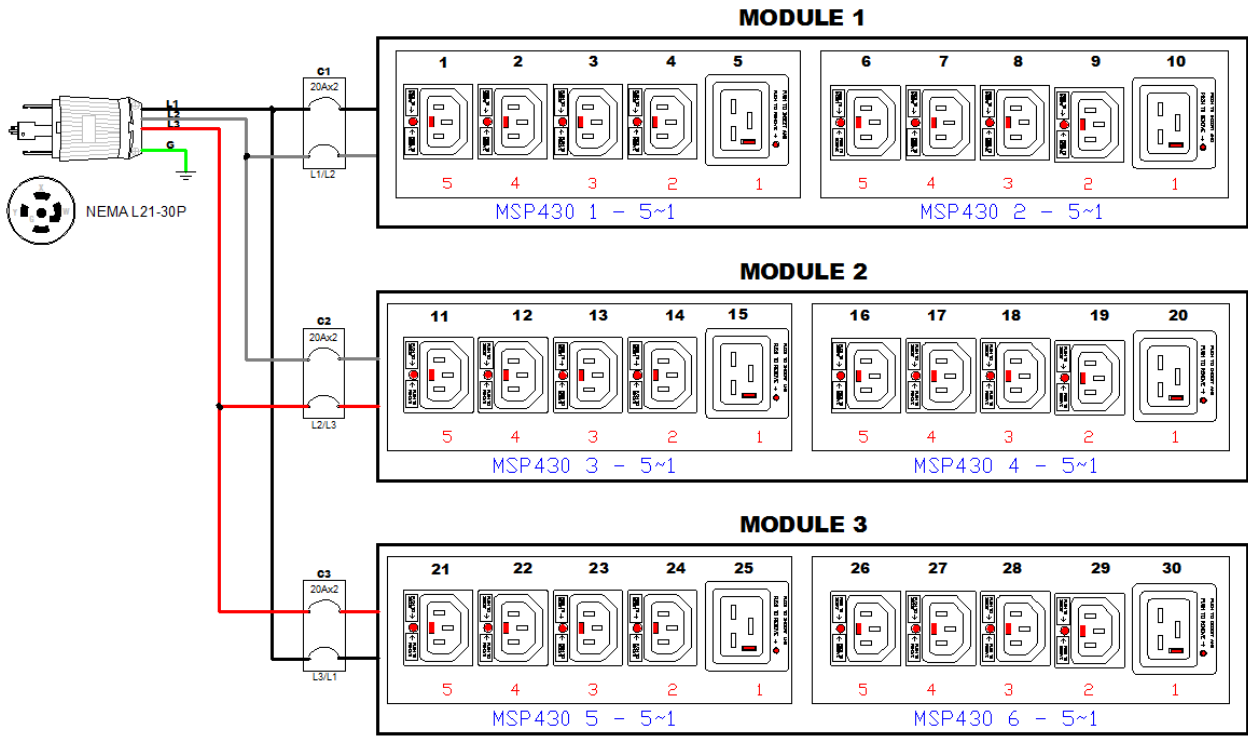 MODULE 1
C1
20Ax2
L1
L2
L3
G
L1/L2
NEMA L21-30P
1 2 3 4 5 6 7 8 9 10
PUSH TO REMOVE
5 4 3 2 1 5 4 3 2 1
MSP430 1 - 5~1 MSP430 2 - 5~1
MODULE 2
C2
20Ax2
L2/L3
11 12 13 14 15 16 17 18 19 20
5 4 3 2 1 5 4 3 2 1
MSP430 3 - 5~1 MSP430 4 - 5~1
MODULE 3
C3
20Ax2
L3/L1
21 22 23 24 25 26 27 28 29 30
5 4 3 2 1 5 4 3 2 1
MSP430 5 - 5~1 MSP430 6 - 5~1